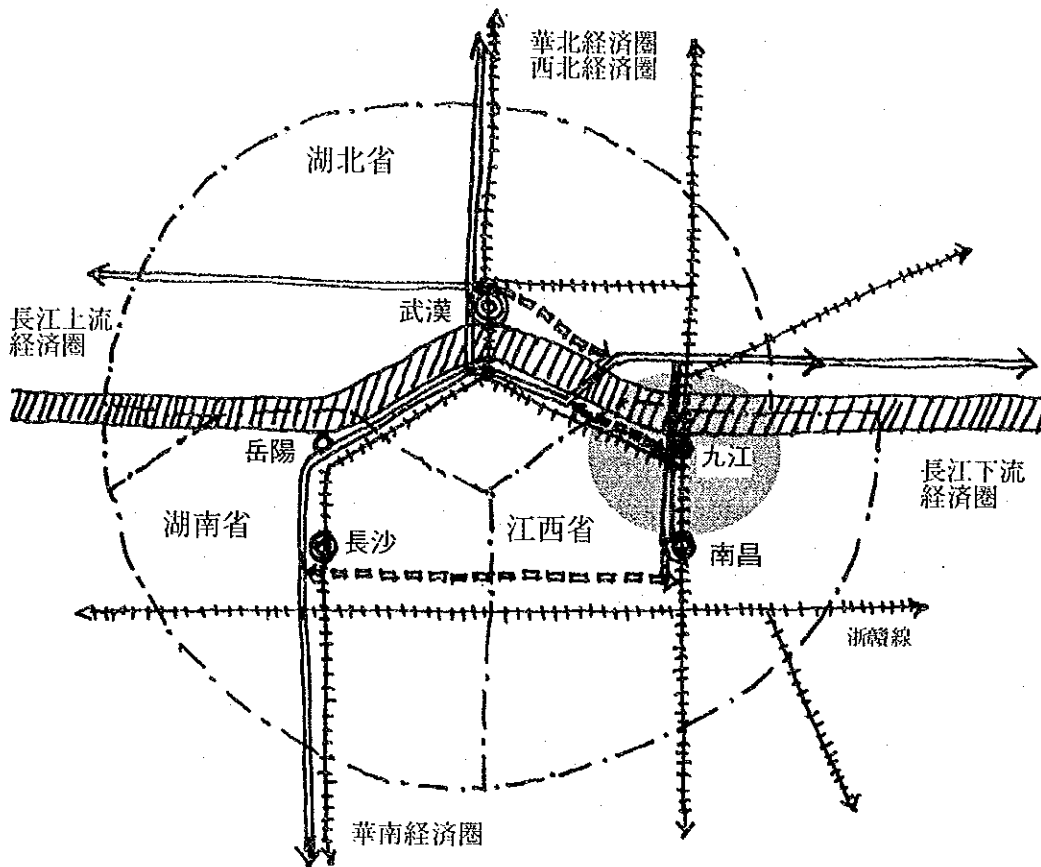 華北経済圏
西北経済圏
湖北省
武漢
長江上流
経済圏
岳陽
九江
長江下流
経済圏
湖南省
江西省
長沙
南昌
浙贛線
華南経済圏